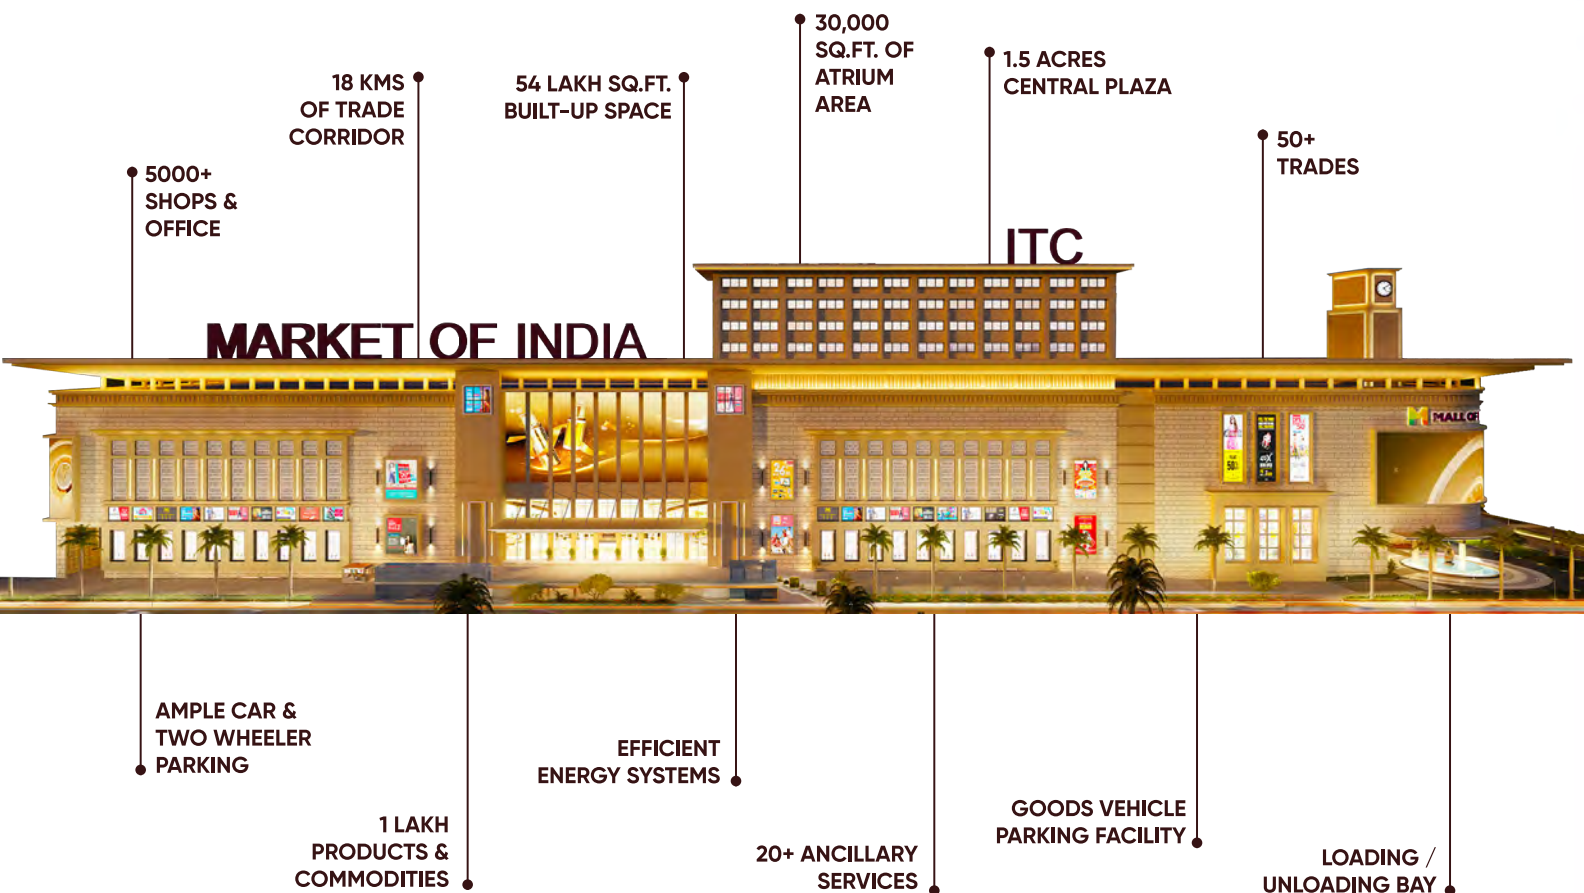 30,000
SQ.FT. OF
ATRIUM
AREA
1.5 ACRES
CENTRAL PLAZA
18 KMS
OF TRADE
CORRIDOR
54 LAKH SQ.FT.
BUILT-UP SPACE
50+
TRADES
5000+
SHOPS &
OFFICE
ITC
MARKET OF INDIA
MALL OF
AMPLE CAR &
TWO WHEELER
PARKING
EFFICIENT
ENERGY SYSTEMS
1 LAKH
PRODUCTS &
COMMODITIES
20+ ANCILLARY
SERVICES
GOODS VEHICLE
PARKING FACILITY
LOADING /
UNLOADING BAY